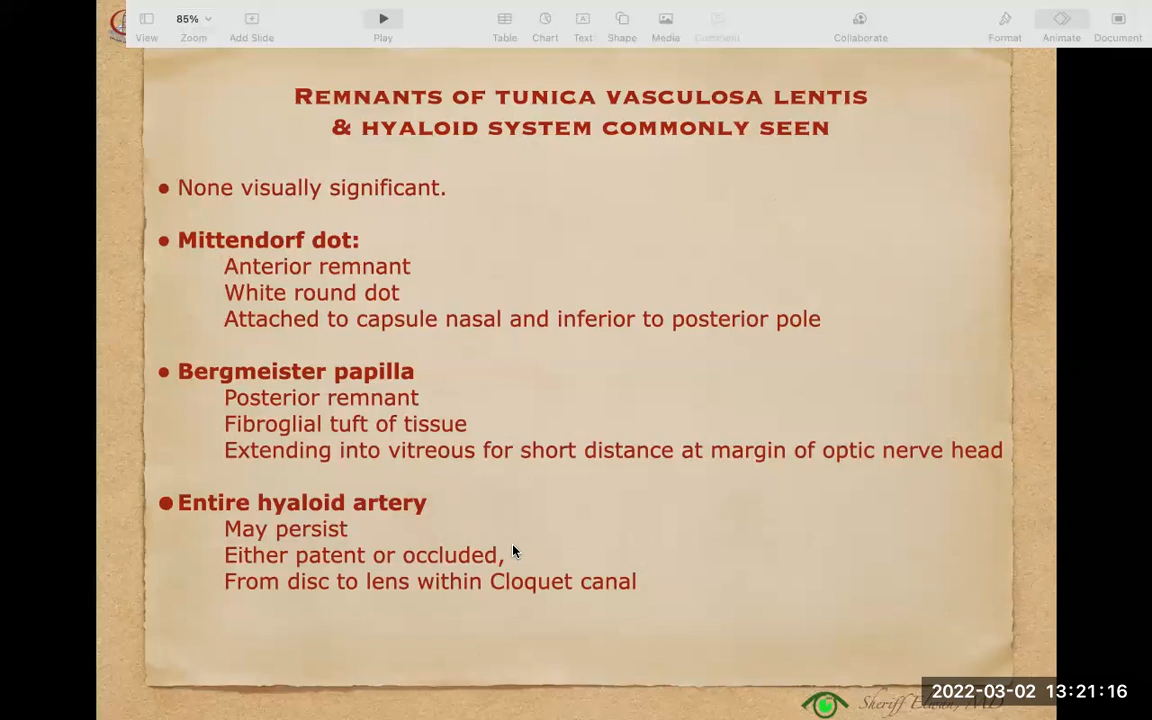 85%
View
Zoom
Add Slide
Play
Table
Chart
Text
Shape
Media
Comment
Collaborate
Format
Animate
Document
REMNANTS OF TUNICA VASCULOSA LENTIS
& HYALOID SYSTEM COMMONLY SEEN
● None visually significant.
● Mittendorf dot:
Anterior remnant
White round dot
Attached to capsule nasal and inferior to posterior pole
● Bergmeister papilla
Posterior remnant
Fibroglial tuft of tissue
Extending into vitreous for short distance at margin of optic nerve head
● Entire hyaloid artery
May persist
Either patent or occluded,
From disc to lens within Cloquet canal
2022-03-02 13:21:16
Sheriff Elwan, MD